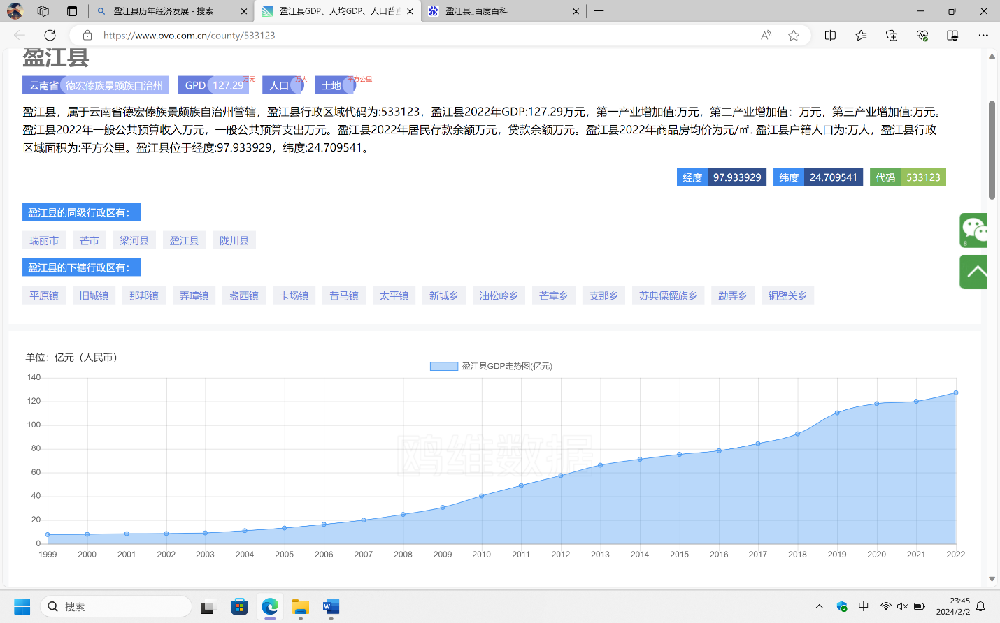 盈江县历年经济发展 - 搜索
盈江县GDP、人均GDP、人口普
盈江县_百度百科
https://www.ovo.com.cn/county/533123
盈江县
云南省 德宏傣族景颇族自治州 GPD 127.29 万元 人口 万人 土地 平方公里
盈江县，属于云南省德宏傣族景颇族自治州管辖，盈江县行政区域代码为:533123，盈江县2022年GDP:127.29万元，第一产业增加值:万元，第二产业增加值：万元，第三产业增加值:万元。
盈江县2022年一般公共预算收入万元，一般公共预算支出万元。盈江县2022年居民存款余额万元，贷款余额万元。盈江县2022年商品房均价为元/㎡. 盈江县户籍人口为:万人，盈江县行政
区域面积为:平方公里。盈江县位于经度:97.933929，纬度:24.709541。
经度 97.933929 纬度 24.709541 代码 533123
盈江县的同级行政区有：
瑞丽市 芒市 梁河县 盈江县 陇川县
8
盈江县的下辖行政区有：
平原镇 旧城镇 那邦镇 弄璋镇 盏西镇 卡场镇 昔马镇 太平镇 新城乡 油松岭乡 芒章乡 支那乡 苏典傈僳族乡 勐弄乡 铜壁关乡
单位：亿元（人民币）
盈江县GDP走势图(亿元)
140
120
100
80
60
40
20
0
鸥维数据
1999 2000 2001 2002 2003 2004 2005 2006 2007 2008 2009 2010 2011 2012 2013 2014 2015 2016 2017 2018 2019 2020 2021 2022
搜索
中
23:45
2024/2/2